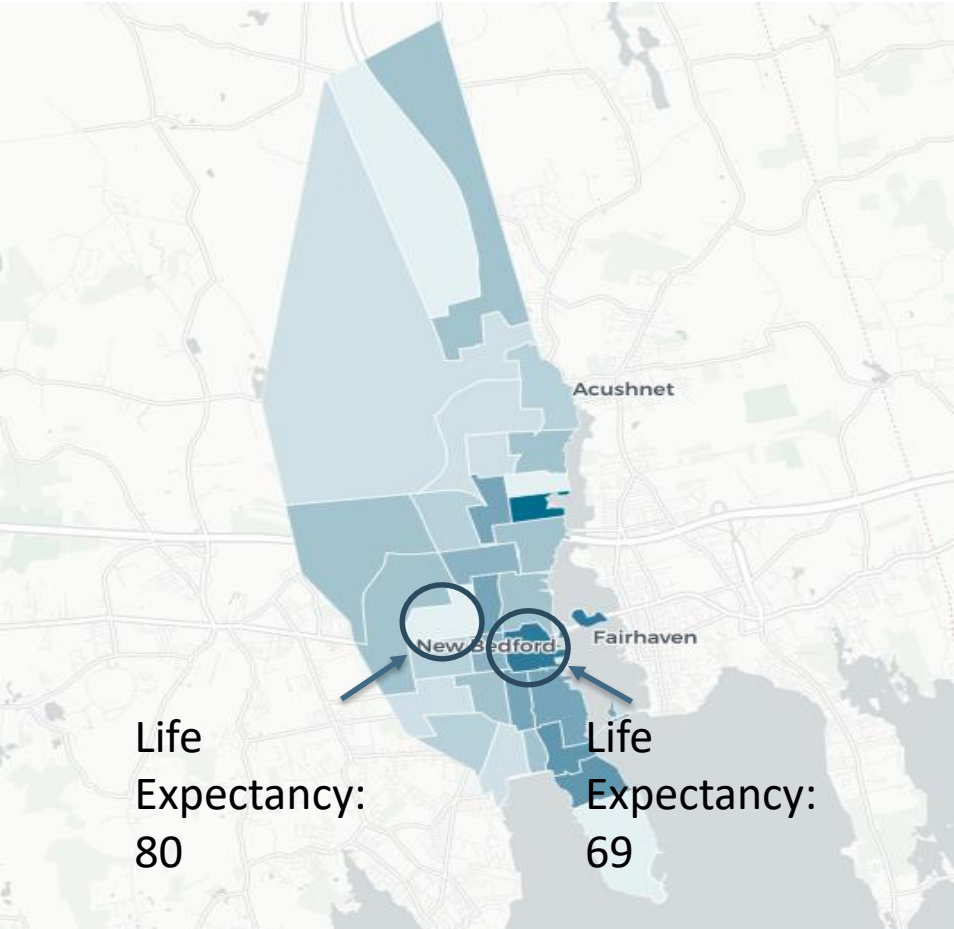 Acushnet
Fairhaven
New Bedford
Life
Expectancy:
80
Life
Expectancy:
69